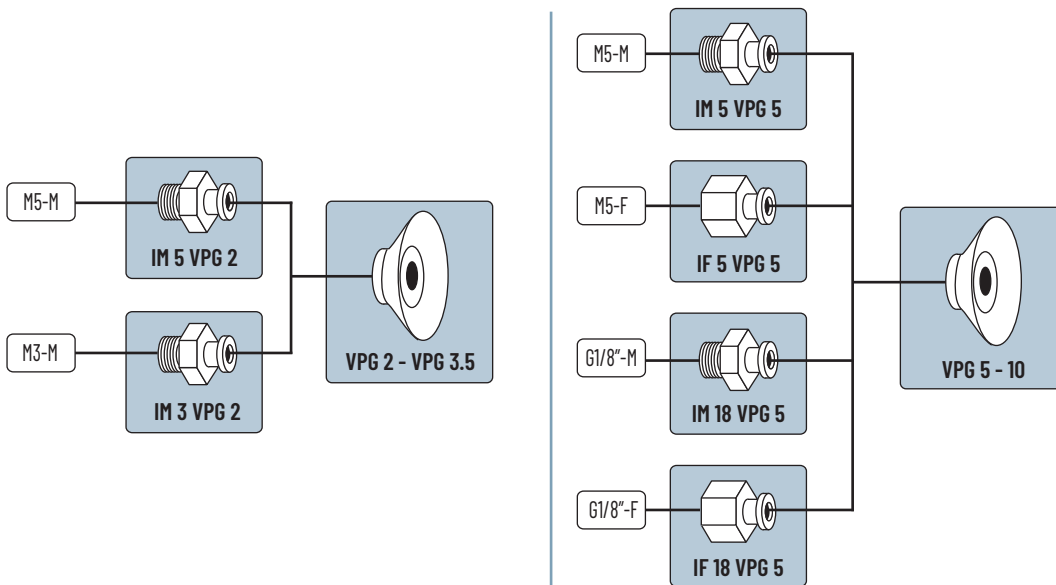 M5-M
IM 5 VPG 2
M3-M
IM 3 VPG 2
VPG 2 - VPG 3.5
M5-M
IM 5 VPG 5
M5-F
IF 5 VPG 5
G1/8”-M
IM 18 VPG 5
G1/8”-F
IF 18 VPG 5
VPG 5 - 10